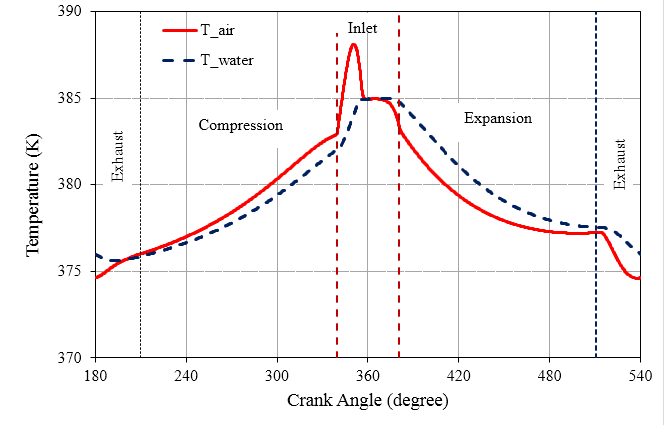 390
385
380
375
370
Temperature (K)
T_air
T_water
Inlet
Exhaust
Compression
Expansion
Exhaust
180
240
300
360
420
480
540
Crank Angle (degree)